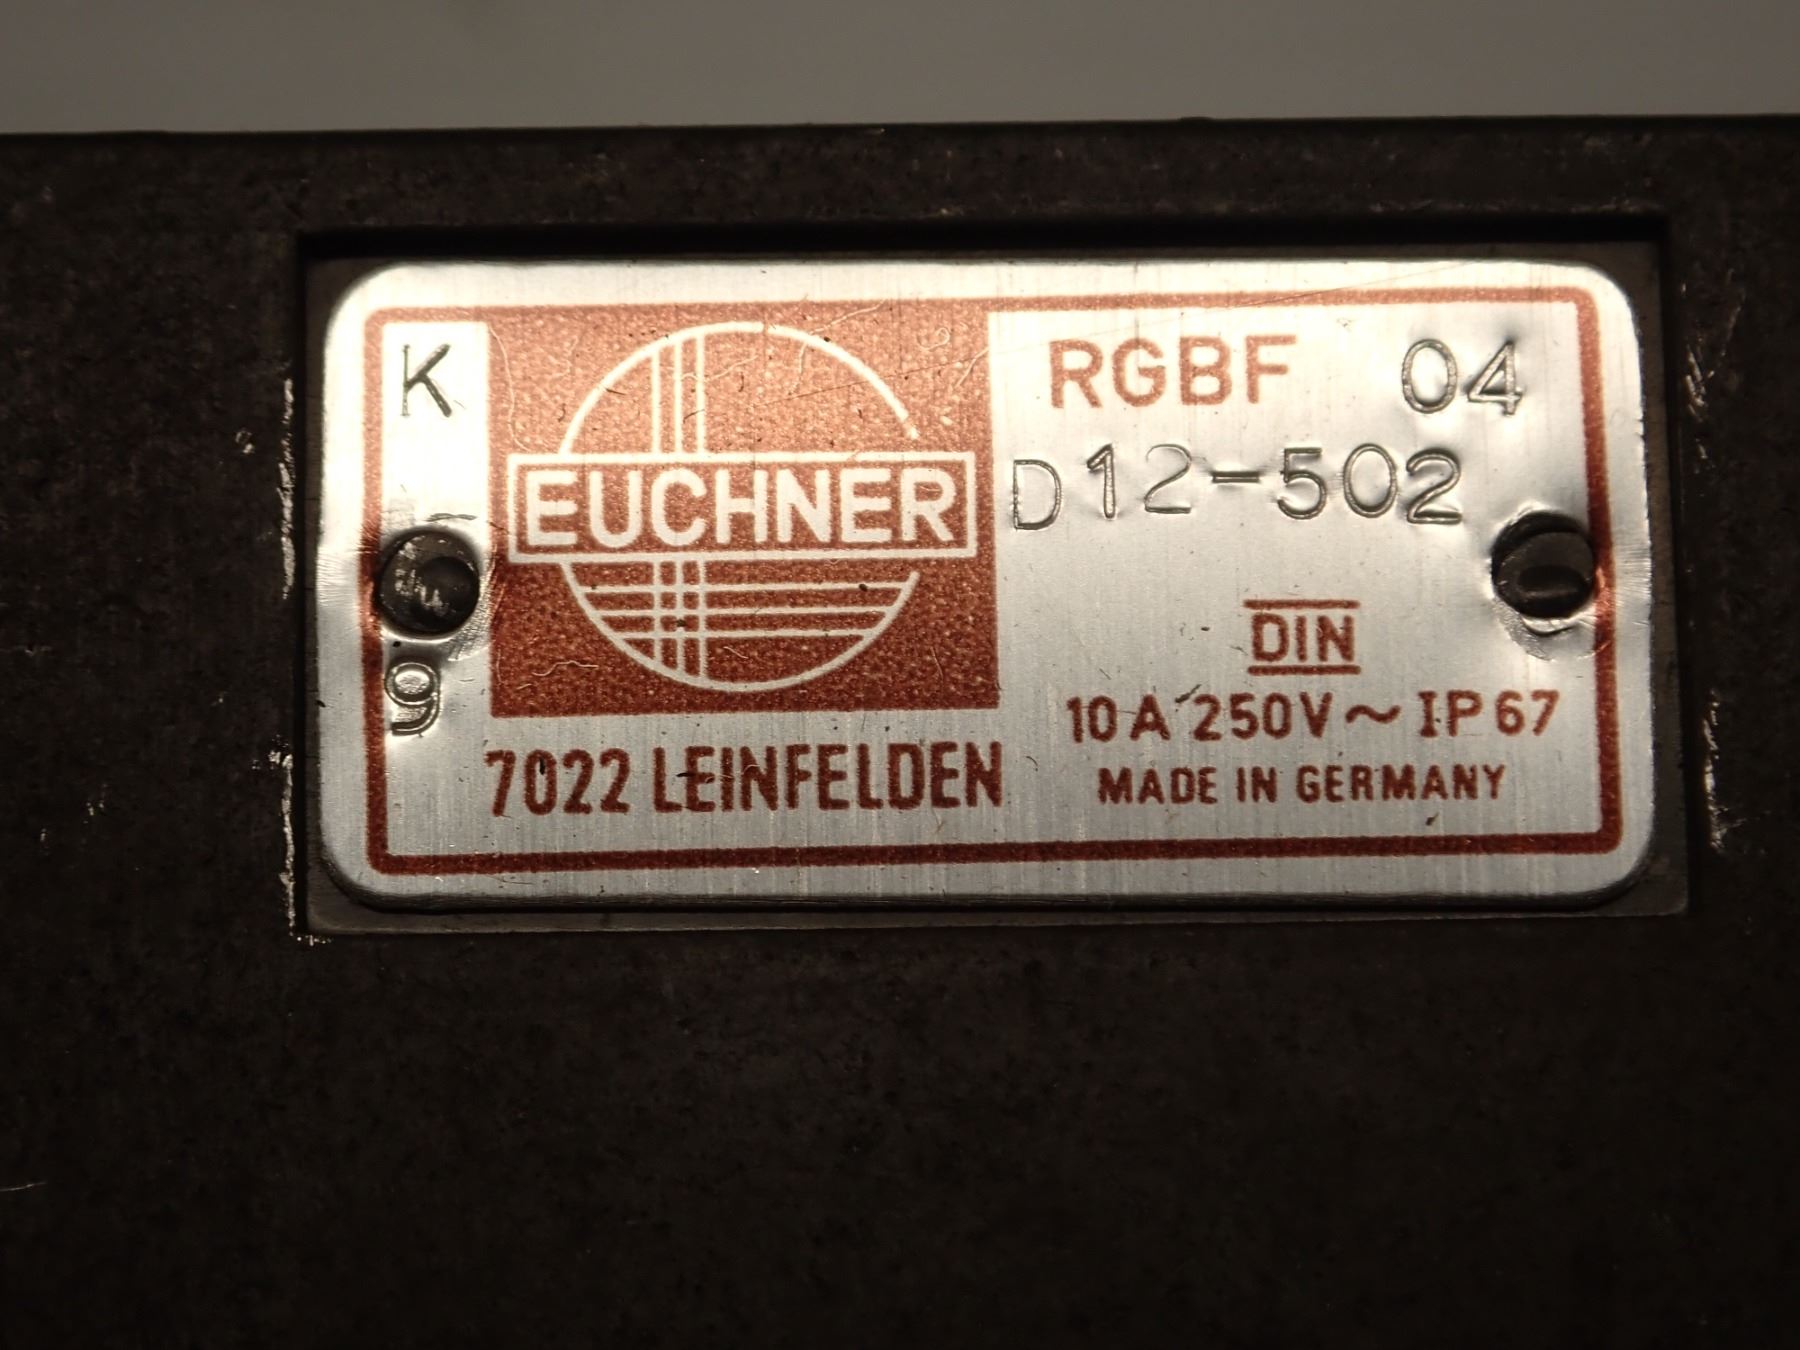 K
EUCHNER
9
7022 LEINFELDEN
RGBF 04
D12-502
DIN
10 A 250V ~ IP 67
MADE IN GERMANY